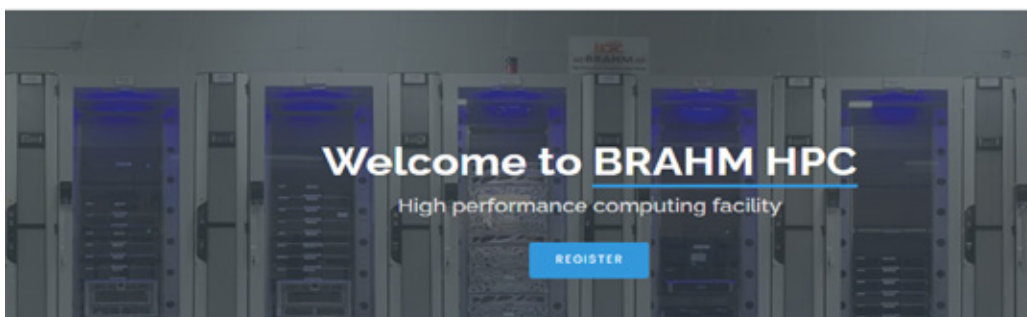 Welcome to BRAHM HPC
High performance computing facility
REGISTER